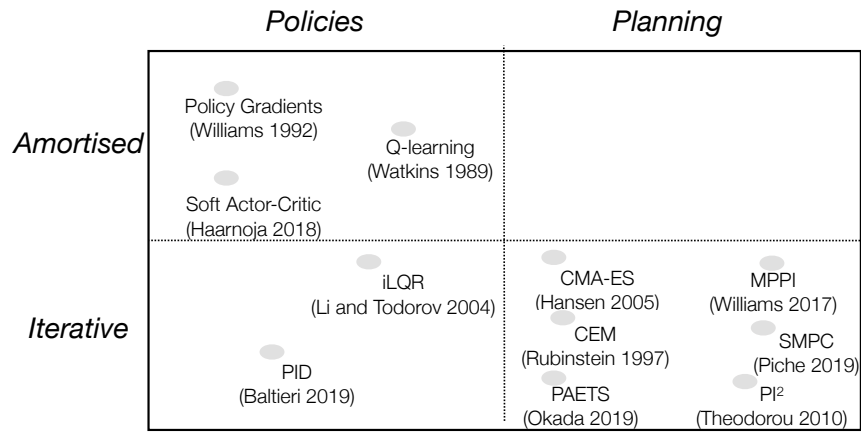 Policies
Planning
Amortised
Policy Gradients
(Williams 1992)
Q-learning
(Watkins 1989)
Soft Actor-Critic
(Haarnoja 2018)
Iterative
iLQR
(Li and Todorov 2004)
PID
(Baltieri 2019)
CMA-ES
(Hansen 2005)
CEM
(Rubinstein 1997)
PAETS
(Okada 2019)
MPPI
(Williams 2017)
SMPC
(Piche 2019)
PI²
(Theodorou 2010)